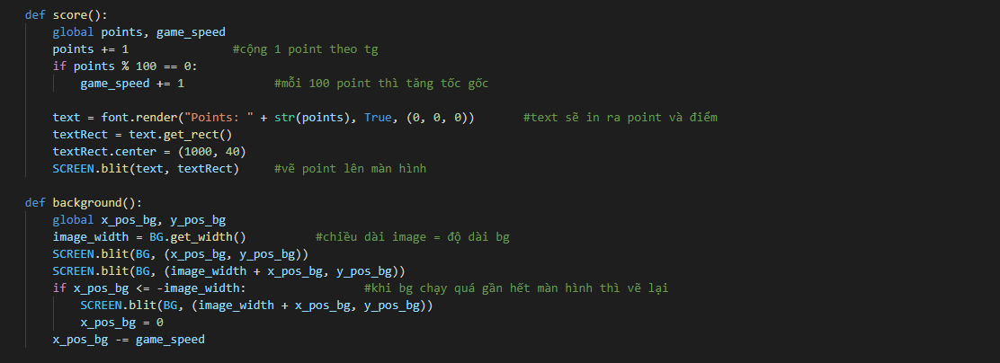 def score():
    global points, game_speed
    points += 1               #cộng 1 point theo tg
    if points % 100 == 0:
        game_speed += 1             #mỗi 100 point thì tăng tốc gốc
    text = font.render("Points: " + str(points), True, (0, 0, 0))       #text sẽ in ra point và điểm
    textRect = text.get_rect()
    textRect.center = (1000, 40)
    SCREEN.blit(text, textRect)     #vẽ point lên màn hình
def background():
    global x_pos_bg, y_pos_bg
    image_width = BG.get_width()          #chiều dài image = độ dài bg
    SCREEN.blit(BG, (x_pos_bg, y_pos_bg))
    SCREEN.blit(BG, (image_width + x_pos_bg, y_pos_bg))
    if x_pos_bg <= -image_width:                 #khi bg chạy quá gần hết màn hình thì vẽ lại
        SCREEN.blit(BG, (image_width + x_pos_bg, y_pos_bg))
        x_pos_bg = 0
    x_pos_bg -= game_speed